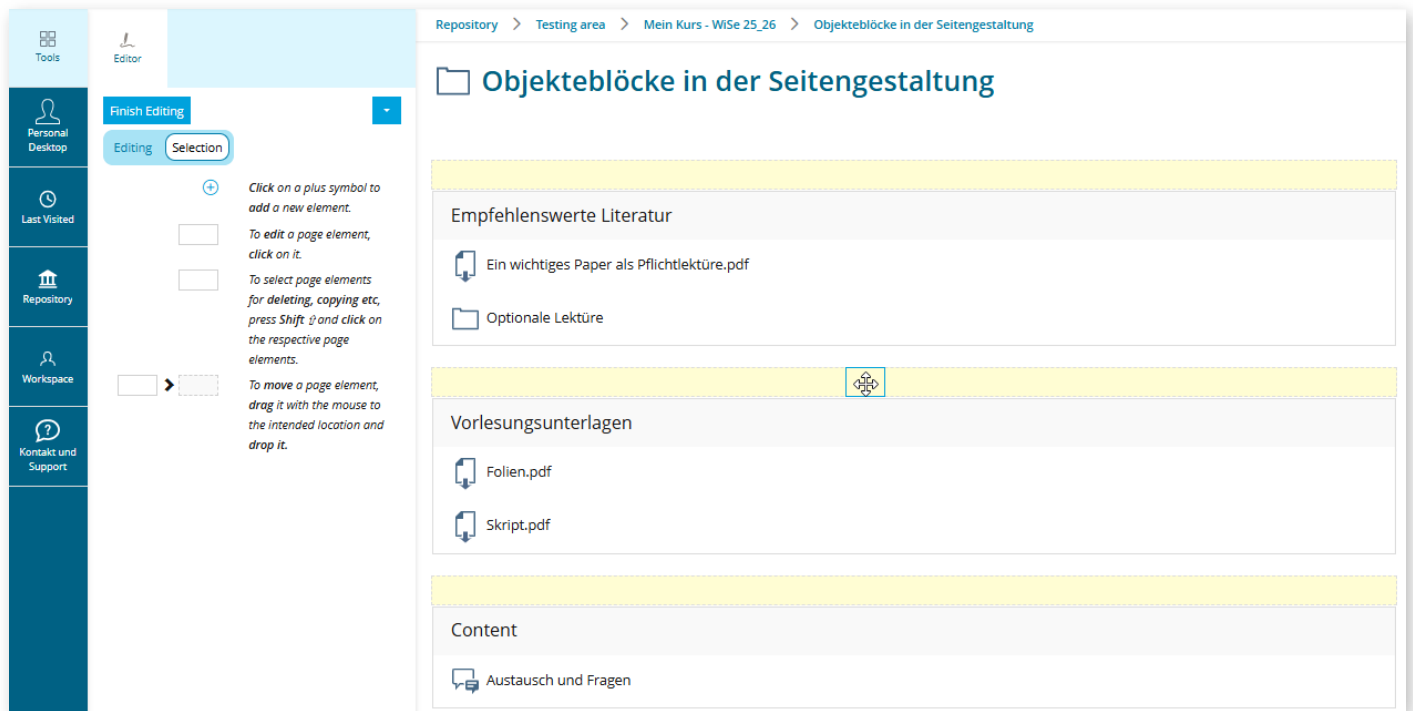 Tools
Editor
Personal
Desktop
Last Visited
Repository
Workspace
Kontakt und
Support
Finish Editing
Editing Selection
Click on a plus symbol to
add a new element.
To edit a page element,
click on it.
To select page elements
for deleting, copying etc,
press Shift ⇧ and click on
the respective page
elements.
To move a page element,
drag it with the mouse to
the intended location and
drop it.
Repository > Testing area > Mein Kurs - WiSe 25_26 > Objekteblöcke in der Seitengestaltung
Objekteblöcke in der Seitengestaltung
Empfehlenswerte Literatur
Ein wichtiges Paper als Pflichtlektüre.pdf
Optionale Lektüre
Vorlesungsunterlagen
Folien.pdf
Skript.pdf
Content
Austausch und Fragen